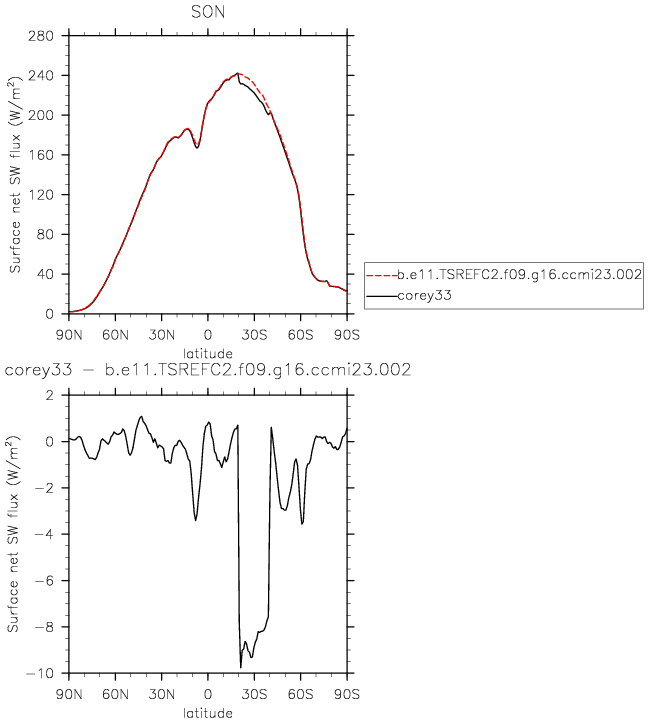 SON
280
240
200
160
120
80
40
0
Surface net SW flux (W/m²)
90N 60N 30N 0 30S 60S 90S
latitude
b.e11.TSREFC2.f09.g16.ccmi23.002
corey33
corey33 − b.e11.TSREFC2.f09.g16.ccmi23.002
2
0
−2
−4
−6
−8
−10
Surface net SW flux (W/m²)
90N 60N 30N 0 30S 60S 90S
latitude